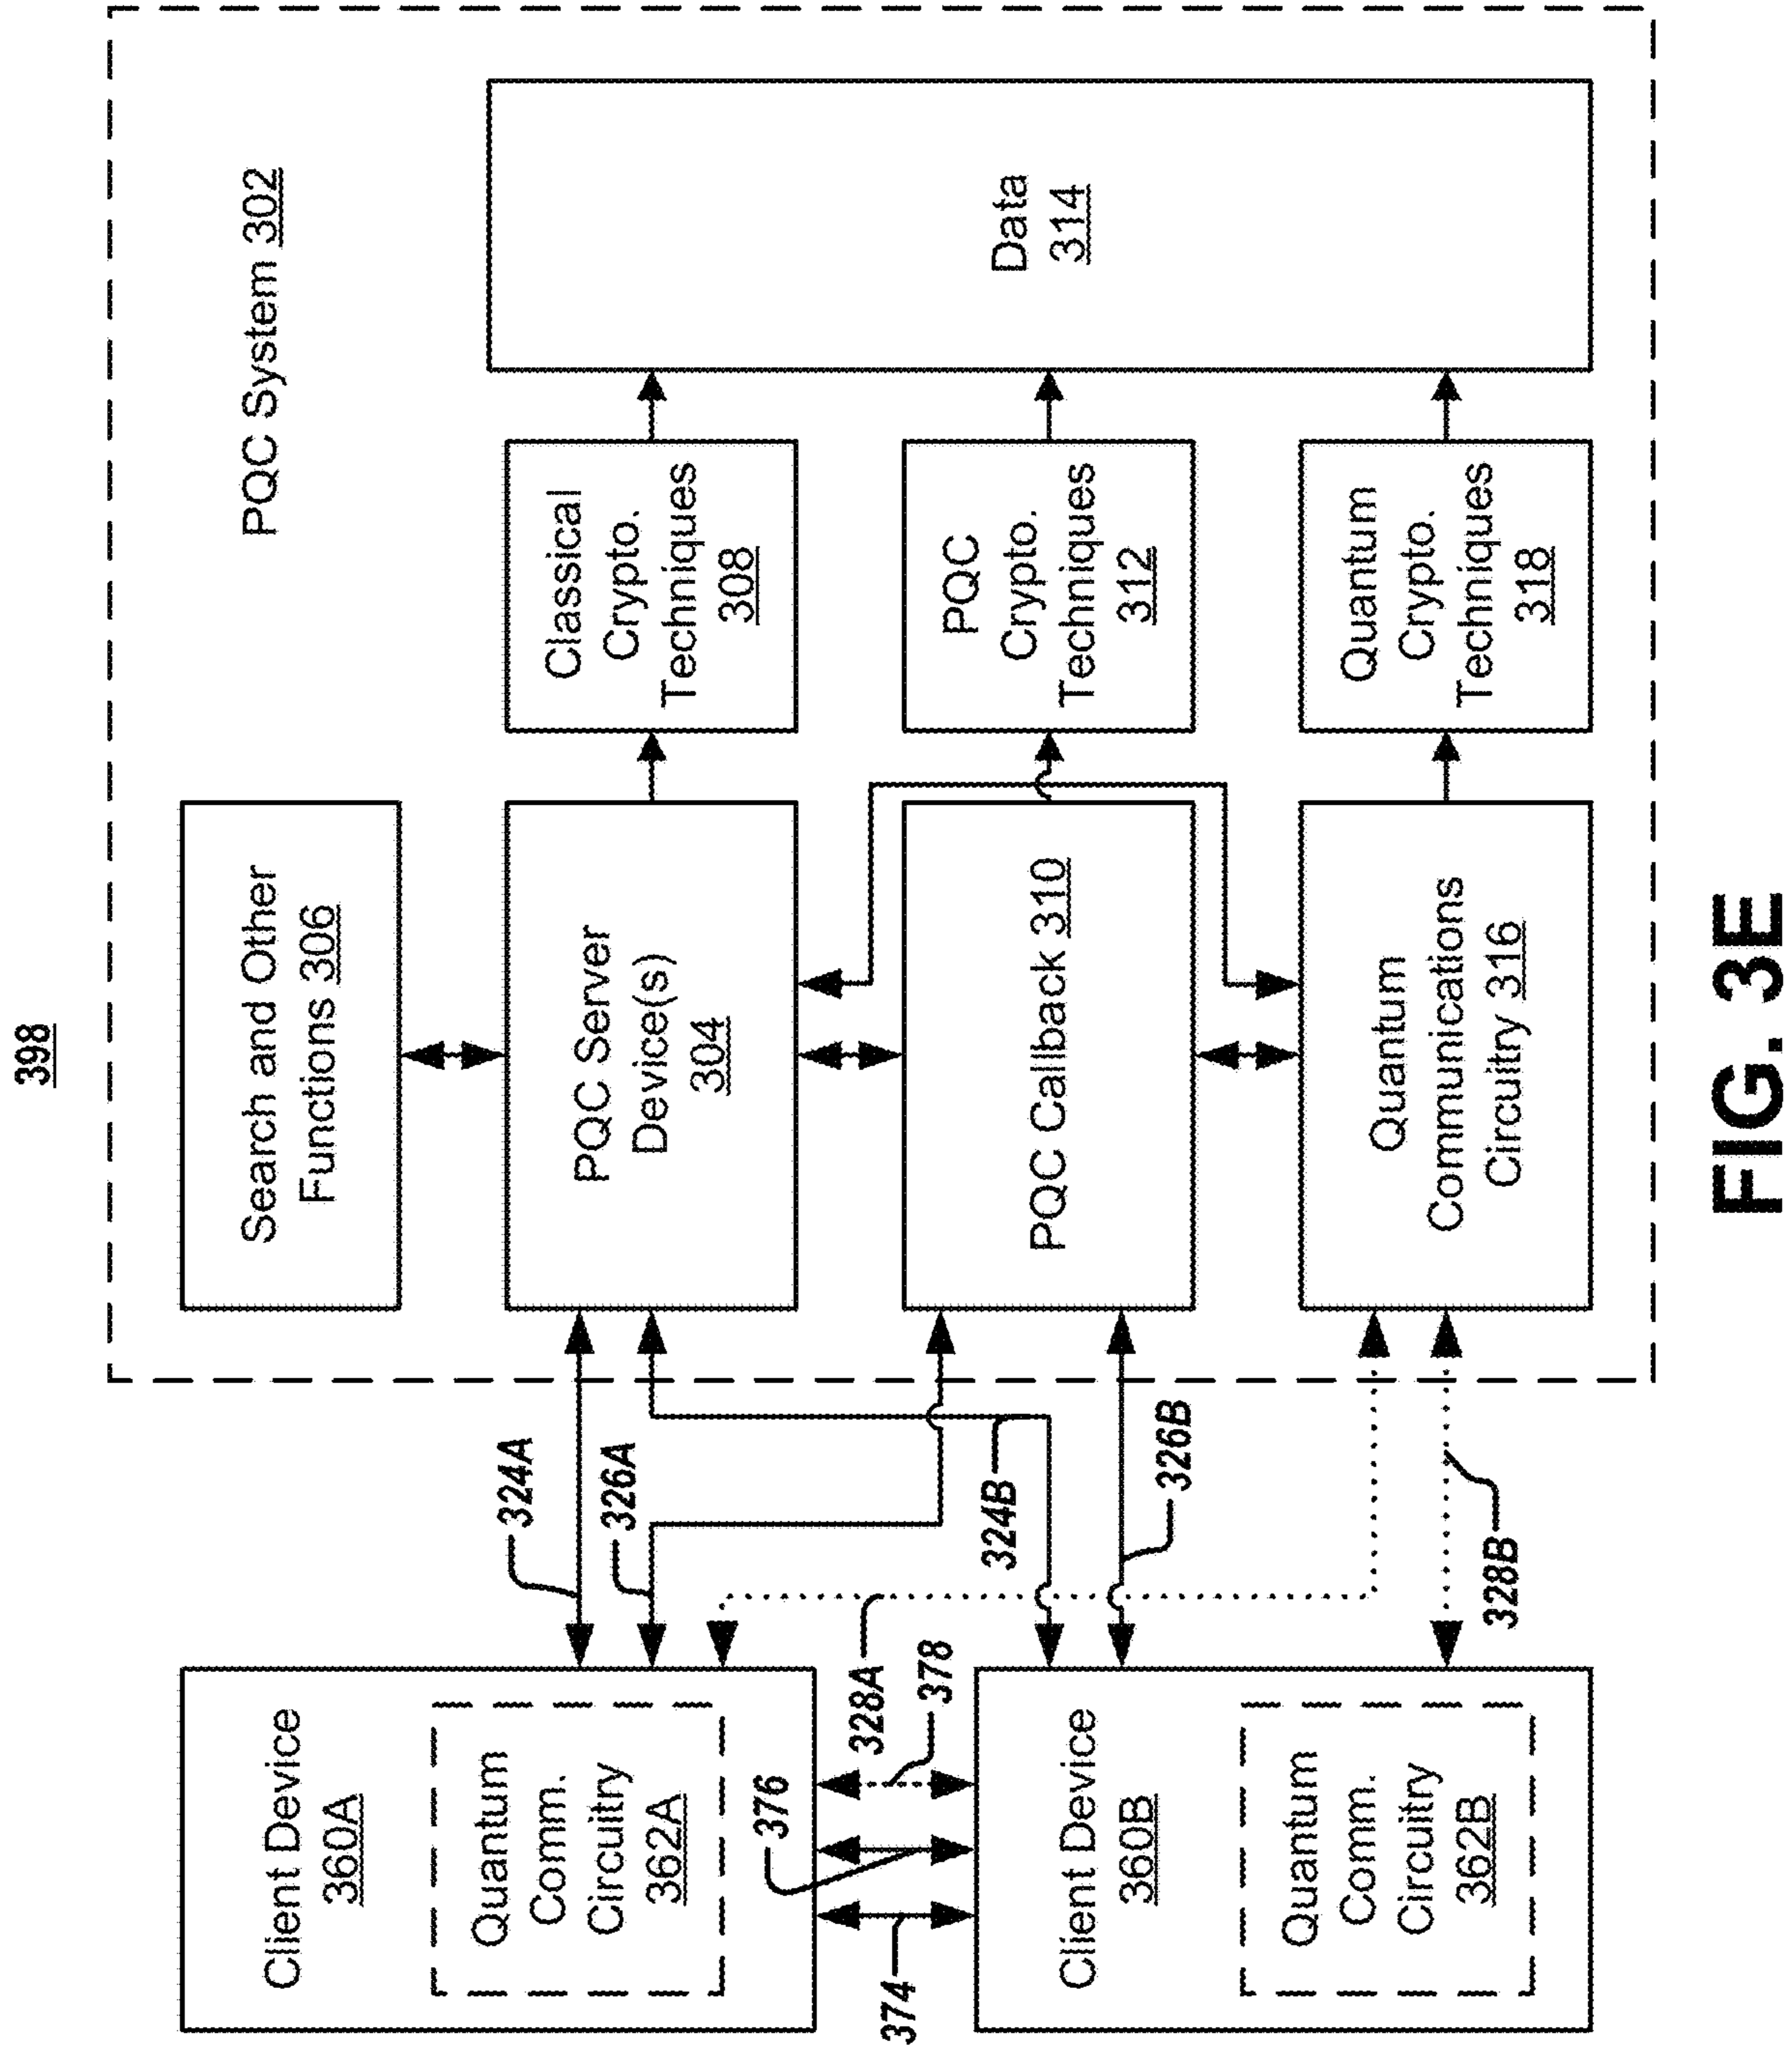 398
PQC System 302
Search and Other
Functions 306
PQC Server
Device(s)
304
Classical
Crypto.
Techniques
308
PQC Callback 310
PQC
Crypto.
Techniques
312
Quantum
Communications
Circuitry 316
Quantum
Crypto.
Techniques
318
Data
314
Client Device
360A
Quantum
Comm.
Circuitry
362A
Client Device
360B
Quantum
Comm.
Circuitry
362B
324A
326A
324B
326B
328A
328B
374
376
378
FIG. 3E